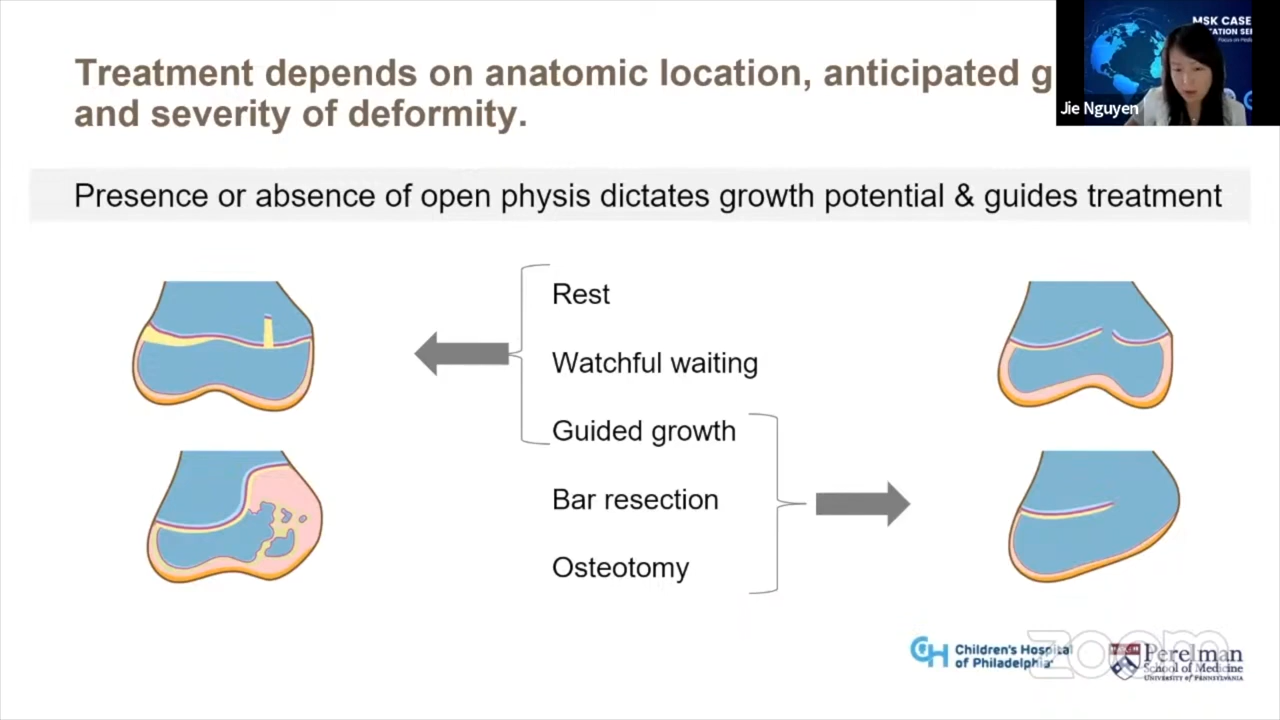 Treatment depends on anatomic location, anticipated g
and severity of deformity.
MSK CASE
Jie Nguyen
Presence or absence of open physis dictates growth potential & guides treatment
Rest
Watchful waiting
Guided growth
Bar resection
Osteotomy
Children's Hospital
of Philadelphia
zoom
Perelman
School of Medicine
University of Pennsylvania